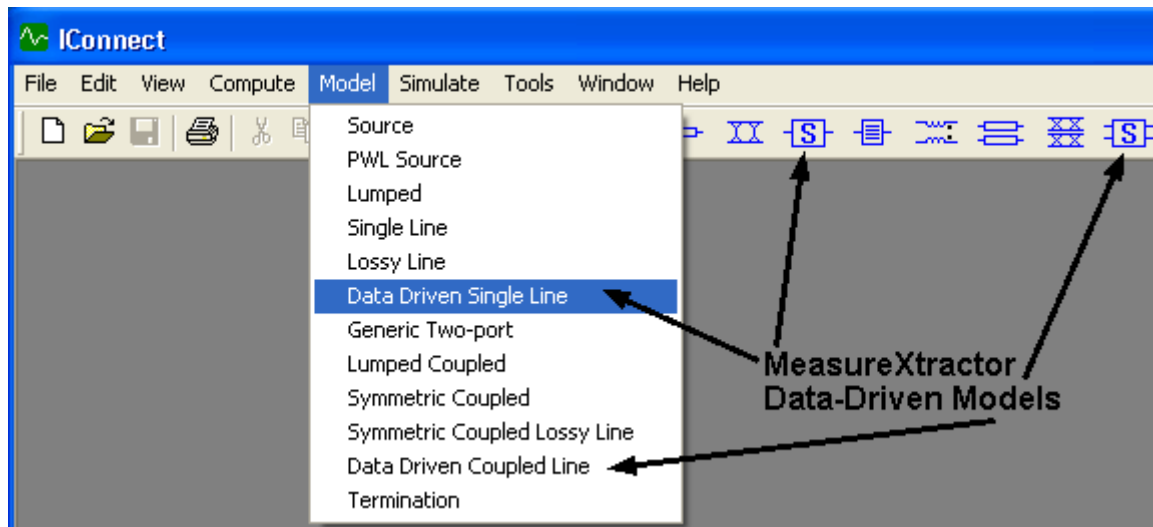 IConnect
File Edit View Compute Model Simulate Tools Window Help
S S
Source
PWL Source
Lumped
Single Line
Lossy Line
Data Driven Single Line
Generic Two-port
Lumped Coupled
Symmetric Coupled
Symmetric Coupled Lossy Line
Data Driven Coupled Line
Termination
MeasureXtractor
Data-Driven Models